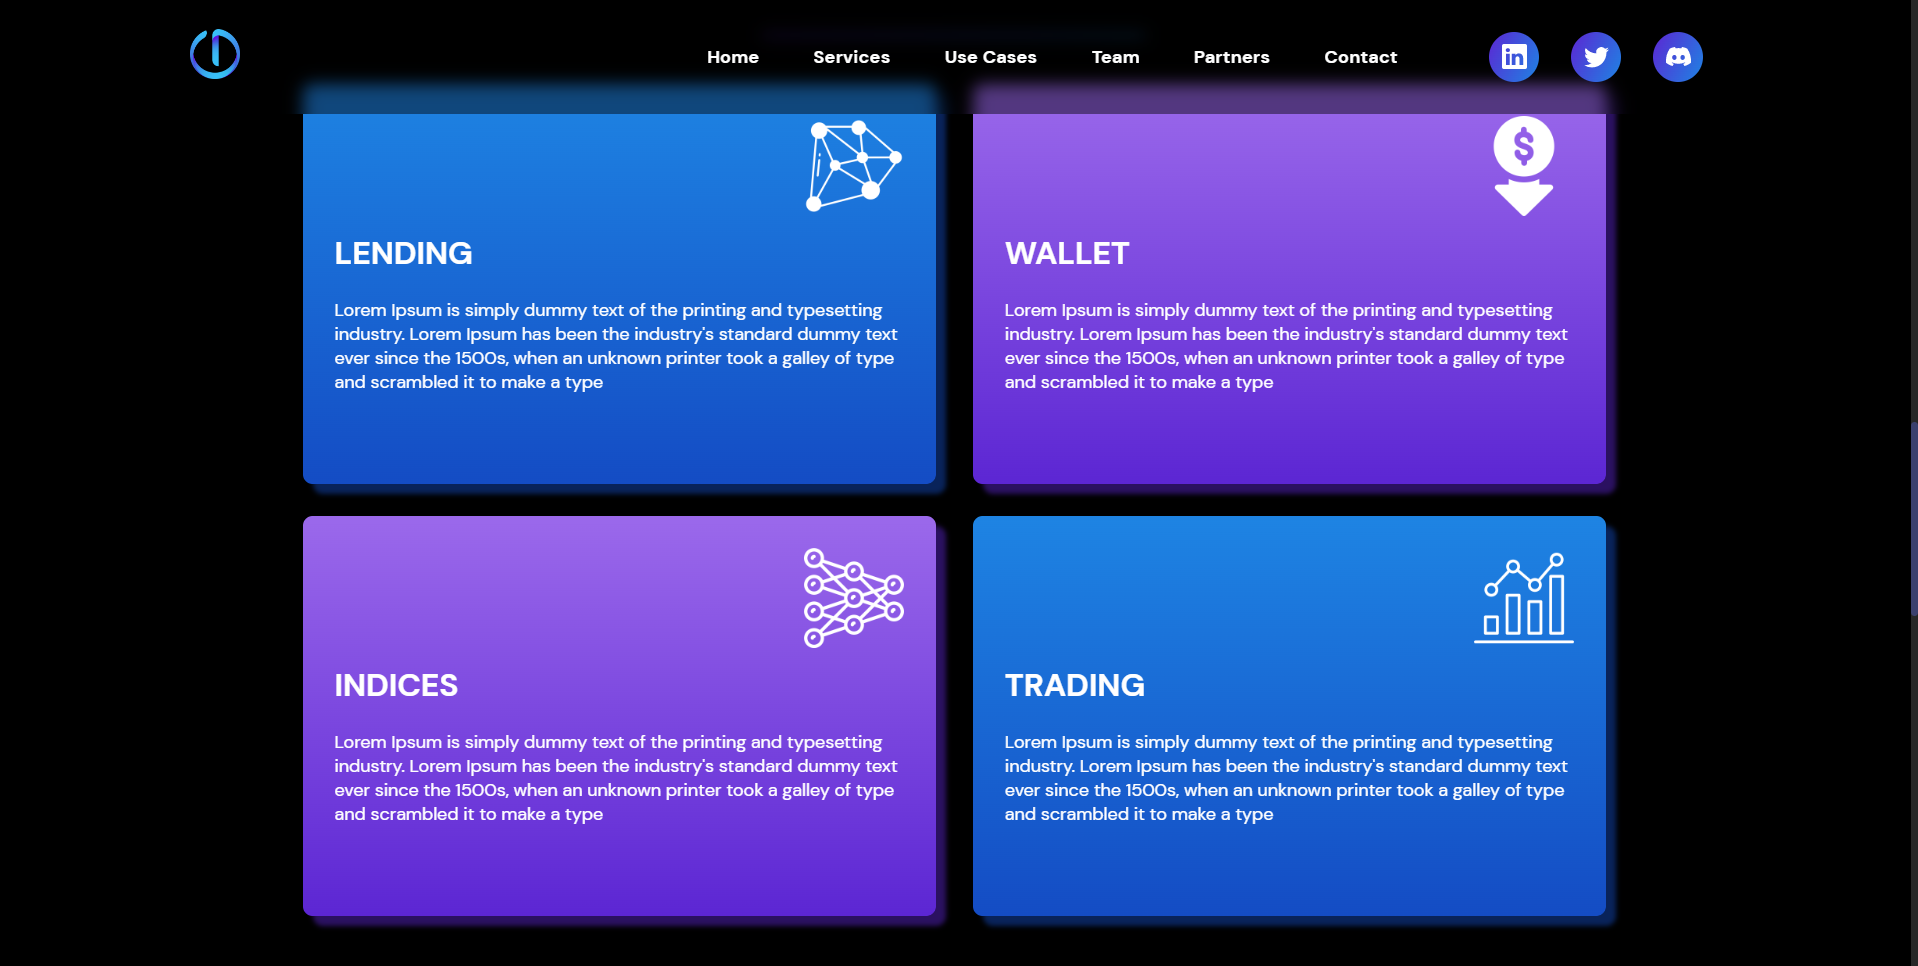 Home Services Use Cases Team Partners Contact
LENDING
Lorem Ipsum is simply dummy text of the printing and typesetting
industry. Lorem Ipsum has been the industry's standard dummy text
ever since the 1500s, when an unknown printer took a galley of type
and scrambled it to make a type
WALLET
Lorem Ipsum is simply dummy text of the printing and typesetting
industry. Lorem Ipsum has been the industry's standard dummy text
ever since the 1500s, when an unknown printer took a galley of type
and scrambled it to make a type
INDICES
Lorem Ipsum is simply dummy text of the printing and typesetting
industry. Lorem Ipsum has been the industry's standard dummy text
ever since the 1500s, when an unknown printer took a galley of type
and scrambled it to make a type
TRADING
Lorem Ipsum is simply dummy text of the printing and typesetting
industry. Lorem Ipsum has been the industry's standard dummy text
ever since the 1500s, when an unknown printer took a galley of type
and scrambled it to make a type